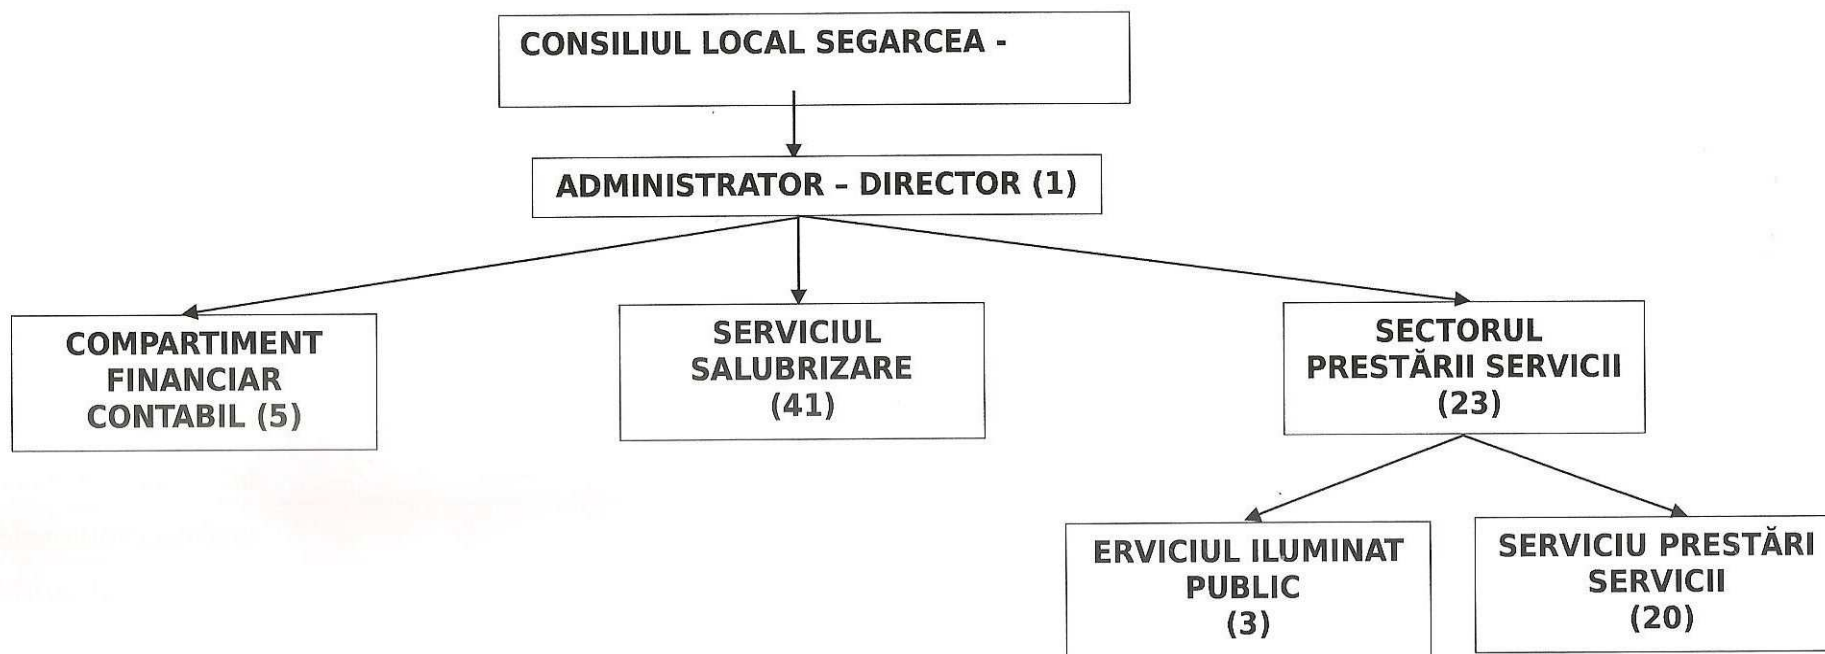 CONSILIUL LOCAL SEGARCEA -
ADMINISTRATOR – DIRECTOR (1)
COMPARTIMENT
FINANCIAR
CONTABIL (5)
SERVICIUL
SALUBRIZARE
(41)
SECTORUL
PRESTĂRII SERVICII
(23)
ERVICIUL ILUMINAT
PUBLIC
(3)
SERVICIU PRESTĂRI
SERVICII
(20)